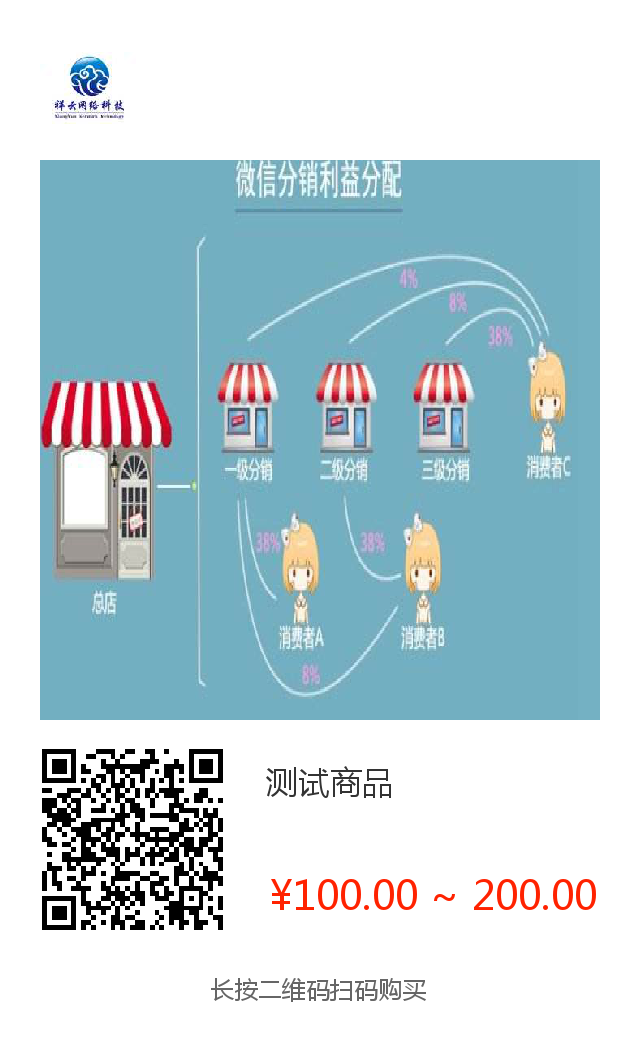 祥云网络科技
微信分销利益分配
4%
8%
38%
一级分销
二级分销
三级分销
消费者C
38%
38%
总店
消费者A
消费者B
8%
测试商品
¥100.00 ~ 200.00
长按二维码扫码购买